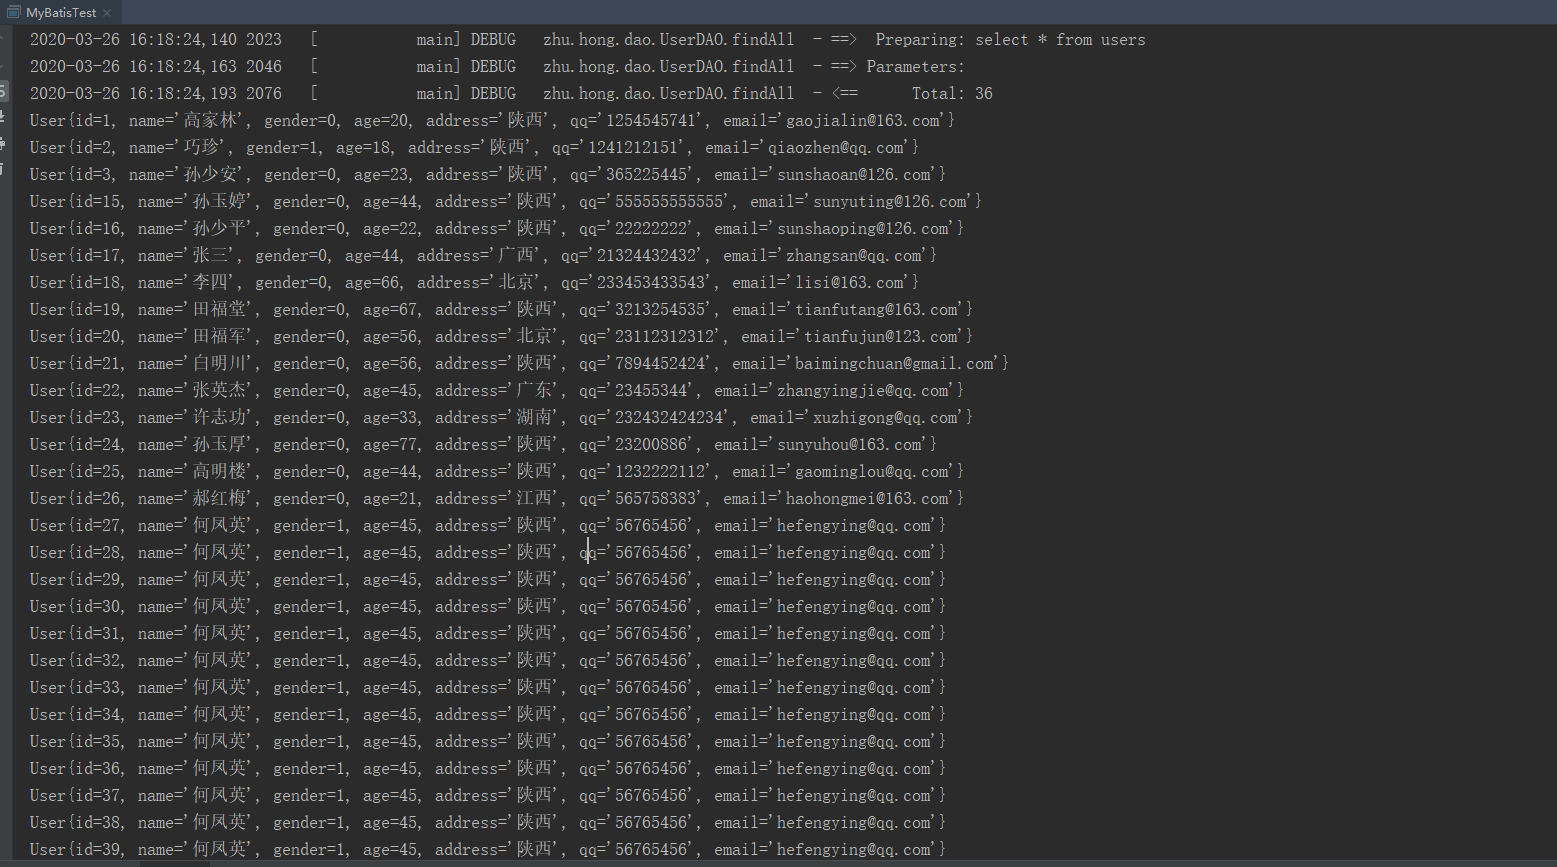 MyBatisTest ×
2020-03-26 16:18:24,140 2023   [           main] DEBUG   zhu.hong.dao.UserDAO.findAll  - ==>  Preparing: select * from users
2020-03-26 16:18:24,163 2046   [           main] DEBUG   zhu.hong.dao.UserDAO.findAll  - ==> Parameters:
2020-03-26 16:18:24,193 2076   [           main] DEBUG   zhu.hong.dao.UserDAO.findAll  - <==      Total: 36
User{id=1, name='高家林', gender=0, age=20, address='陕西', qq='1254545741', email='gaojialin@163.com'}
User{id=2, name='巧珍', gender=1, age=18, address='陕西', qq='1241212151', email='qiaozhen@qq.com'}
User{id=3, name='孙少安', gender=0, age=23, address='陕西', qq='365225445', email='sunshaoan@126.com'}
User{id=15, name='孙玉婷', gender=0, age=44, address='陕西', qq='555555555555', email='sunyuting@126.com'}
User{id=16, name='孙少平', gender=0, age=22, address='陕西', qq='22222222', email='sunshaoping@126.com'}
User{id=17, name='张三', gender=0, age=44, address='广西', qq='21324432432', email='zhangsan@qq.com'}
User{id=18, name='李四', gender=0, age=66, address='北京', qq='233453433543', email='lisi@163.com'}
User{id=19, name='田福堂', gender=0, age=67, address='陕西', qq='3213254535', email='tianfutang@163.com'}
User{id=20, name='田福军', gender=0, age=56, address='北京', qq='23112312312', email='tianfujun@123.com'}
User{id=21, name='白明川', gender=0, age=56, address='陕西', qq='7894452424', email='baimingchuan@gmail.com'}
User{id=22, name='张英杰', gender=0, age=45, address='广东', qq='23455344', email='zhangyingjie@qq.com'}
User{id=23, name='许志功', gender=0, age=33, address='湖南', qq='232432424234', email='xuzhigong@qq.com'}
User{id=24, name='孙玉厚', gender=0, age=77, address='陕西', qq='23200886', email='sunyuhou@163.com'}
User{id=25, name='高明楼', gender=0, age=44, address='陕西', qq='1232222112', email='gaominglou@qq.com'}
User{id=26, name='郝红梅', gender=0, age=21, address='江西', qq='565758383', email='haohongmei@163.com'}
User{id=27, name='何凤英', gender=1, age=45, address='陕西', qq='56765456', email='hefengying@qq.com'}
User{id=28, name='何凤英', gender=1, age=45, address='陕西', qq='56765456', email='hefengying@qq.com'}
User{id=29, name='何凤英', gender=1, age=45, address='陕西', qq='56765456', email='hefengying@qq.com'}
User{id=30, name='何凤英', gender=1, age=45, address='陕西', qq='56765456', email='hefengying@qq.com'}
User{id=31, name='何凤英', gender=1, age=45, address='陕西', qq='56765456', email='hefengying@qq.com'}
User{id=32, name='何凤英', gender=1, age=45, address='陕西', qq='56765456', email='hefengying@qq.com'}
User{id=33, name='何凤英', gender=1, age=45, address='陕西', qq='56765456', email='hefengying@qq.com'}
User{id=34, name='何凤英', gender=1, age=45, address='陕西', qq='56765456', email='hefengying@qq.com'}
User{id=35, name='何凤英', gender=1, age=45, address='陕西', qq='56765456', email='hefengying@qq.com'}
User{id=36, name='何凤英', gender=1, age=45, address='陕西', qq='56765456', email='hefengying@qq.com'}
User{id=37, name='何凤英', gender=1, age=45, address='陕西', qq='56765456', email='hefengying@qq.com'}
User{id=38, name='何凤英', gender=1, age=45, address='陕西', qq='56765456', email='hefengying@qq.com'}
User{id=39, name='何凤英', gender=1, age=45, address='陕西', qq='56765456', email='hefengying@qq.com'}